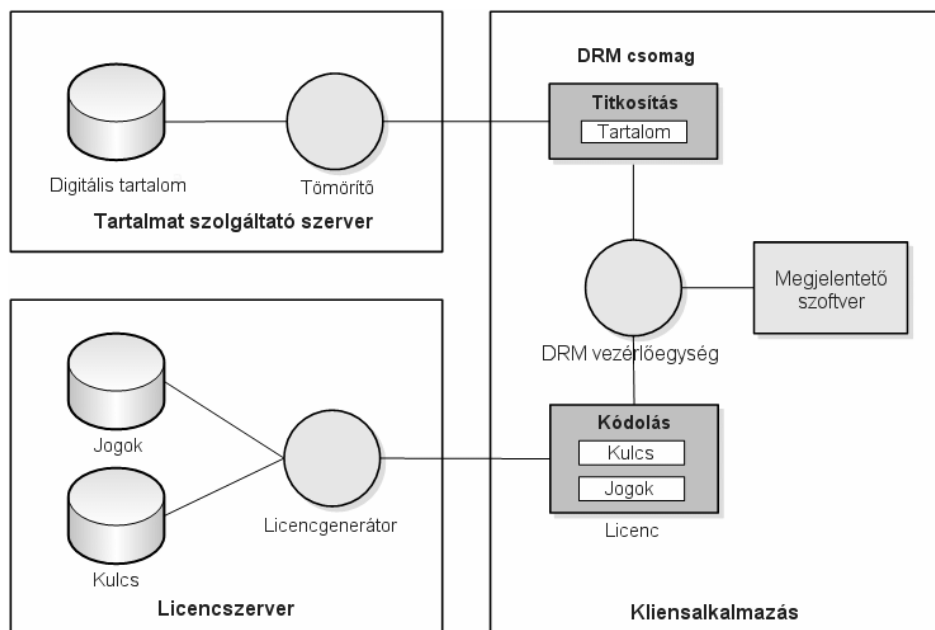 Digitális tartalom
Tömörítő
Tartalmat szolgáltató szerver
Jogok
Kulcs
Licencgenerátor
Licencszerver
DRM csomag
Titkosítás
Tartalom
DRM vezérlőegység
Megjelentető
szoftver
Kódolás
Kulcs
Jogok
Licenc
Kliensalkalmazás